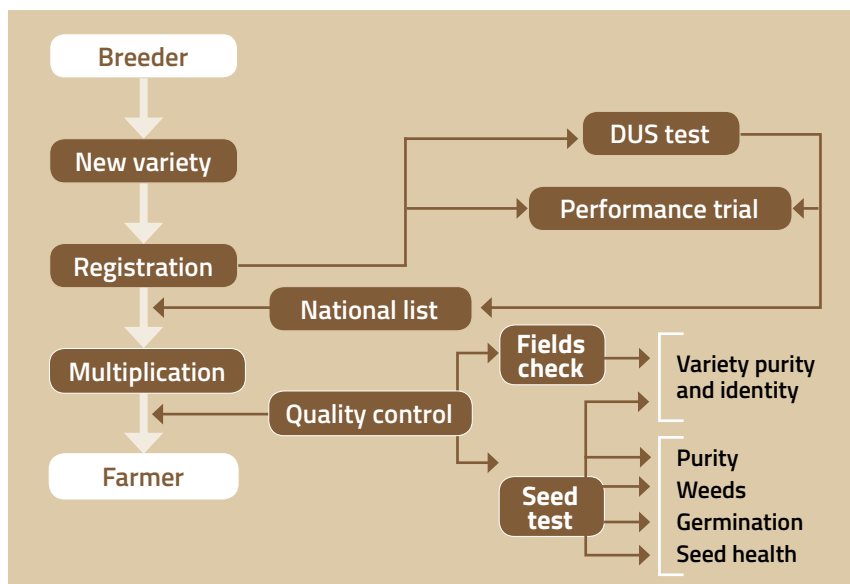 Breeder
DUS test
New variety
Performance trial
Registration
National list
Fields
check
Variety purity
and identity
Multiplication
Quality control
Purity
Farmer
Weeds
Seed
test
Germination
Seed health